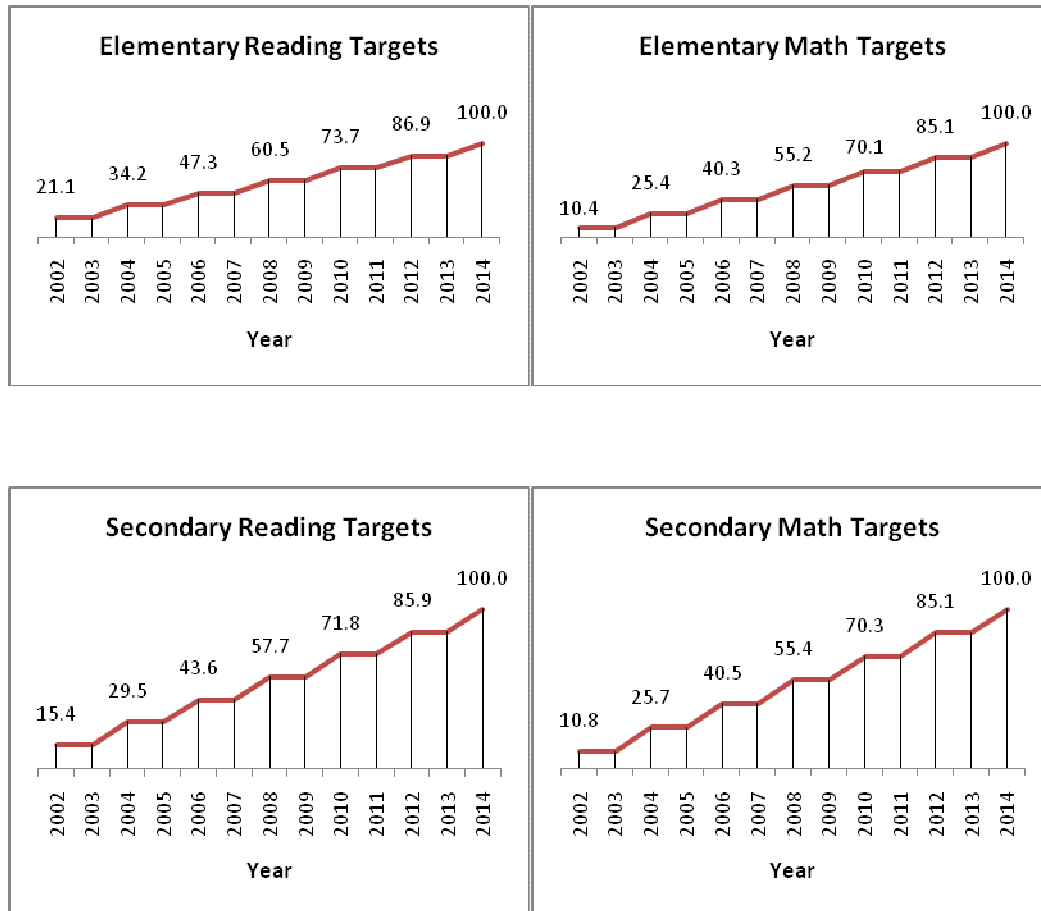 Elementary Reading Targets
100.0
86.9
73.7
60.5
47.3
34.2
21.1
2002 2003 2004 2005 2006 2007 2008 2009 2010 2011 2012 2013 2014
Year
Elementary Math Targets
100.0
85.1
70.1
55.2
40.3
25.4
10.4
2002 2003 2004 2005 2006 2007 2008 2009 2010 2011 2012 2013 2014
Year
Secondary Reading Targets
100.0
85.9
71.8
57.7
43.6
29.5
15.4
2002 2003 2004 2005 2006 2007 2008 2009 2010 2011 2012 2013 2014
Year
Secondary Math Targets
100.0
85.1
70.3
55.4
40.5
25.7
10.8
2002 2003 2004 2005 2006 2007 2008 2009 2010 2011 2012 2013 2014
Year